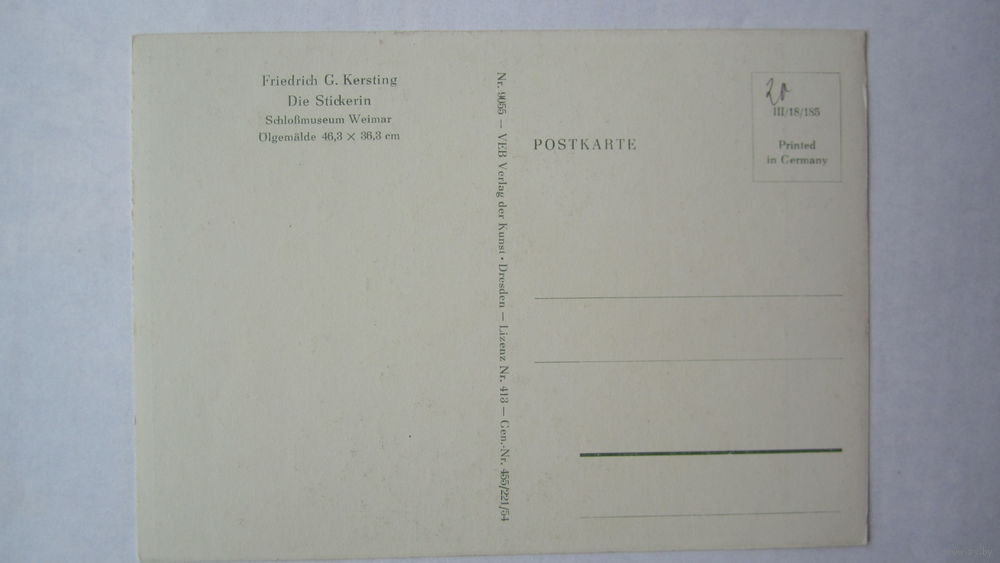 Friedrich G. Kersting
Die Stickerin
Schloßmuseum Weimar
Ölgemälde 46,3 × 36,3 cm
Nr. 9055 — VEB Verlag der Kunst · Dresden — Lizenz Nr. 413 — Gen.-Nr. 455/221/54
POSTKARTE
20
III/18/185
Printed
in Germany